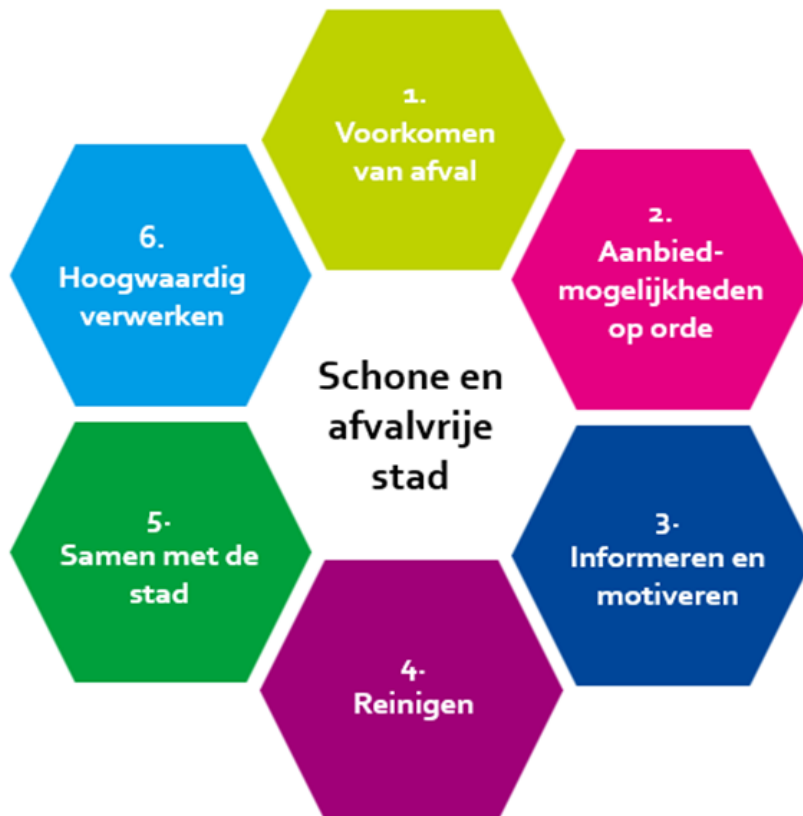 1.
Voorkomen
van afval
2.
Aanbied-
mogelijkheden
op orde
3.
Informeren en
motiveren
4.
Reinigen
5.
Samen met de
stad
6.
Hoogwaardig
verwerken
Schone en
afvalvrije
stad